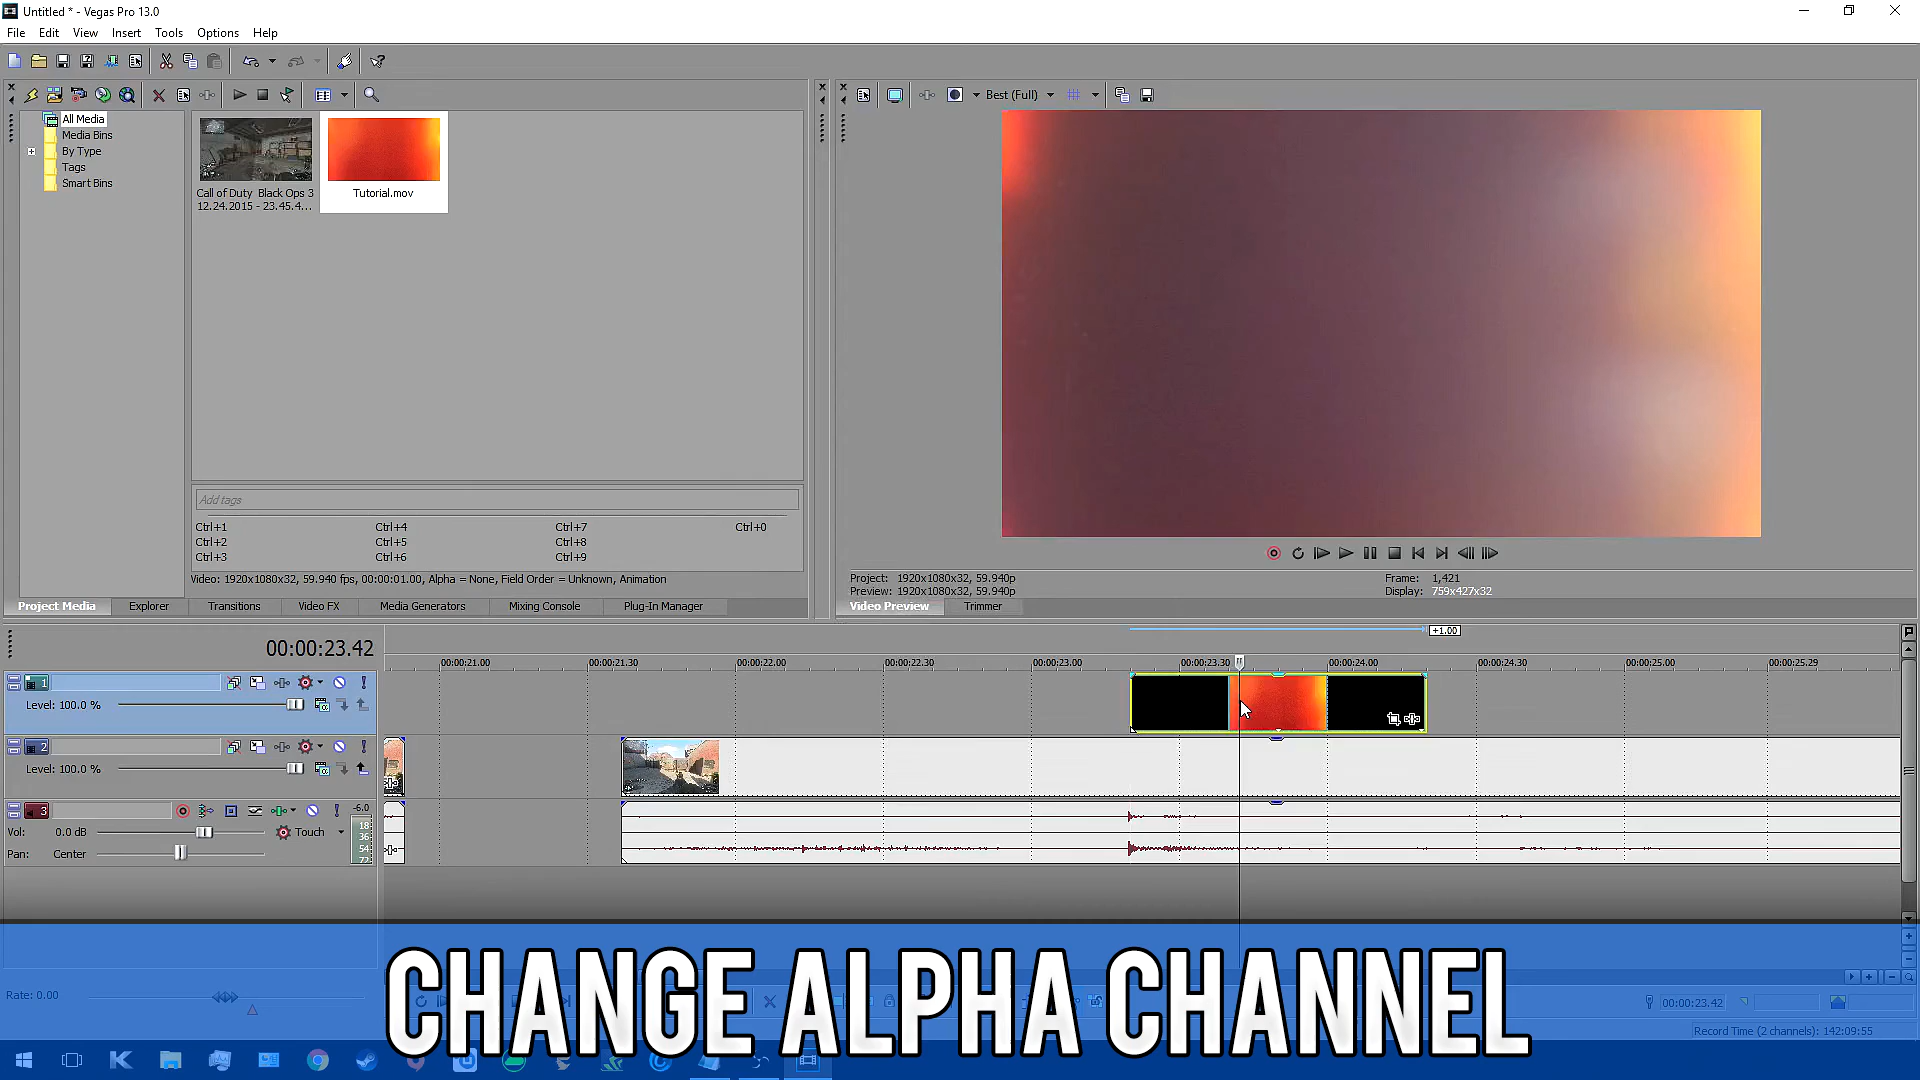 Untitled * - Vegas Pro 13.0
File Edit View Insert Tools Options Help
Best (Full)
All Media
Media Bins
By Type
Tags
Smart Bins
Call of Duty Black Ops 3
12.24.2015 - 23.45.4...
Tutorial.mov
Add tags
Ctrl+1 Ctrl+4 Ctrl+7 Ctrl+0
Ctrl+2 Ctrl+5 Ctrl+8
Ctrl+3 Ctrl+6 Ctrl+9
Video: 1920x1080x32, 59.940 fps, 00:00:01.00, Alpha = None, Field Order = Unknown, Animation
Project Media Explorer Transitions Video FX Media Generators Mixing Console Plug-In Manager
Project: 1920x1080x32, 59.940p Frame: 1,421
Preview: 1920x1080x32, 59.940p Display: 759x427x32
Video Preview Trimmer
00:00:23.42
+1.00
00:00:21.00 00:00:21.30 00:00:22.00 00:00:22.30 00:00:23.00 00:00:23.30 00:00:24.00 00:00:24.30 00:00:25.00 00:00:25.29
1
Level: 100.0 %
2
Level: 100.0 %
3
-6.0
Vol: 0.0 dB Touch
18
36
54
72
Pan: Center
CHANGE ALPHA CHANNEL
Rate: 0.00
00:00:23.42
Record Time (2 channels): 142:09:55